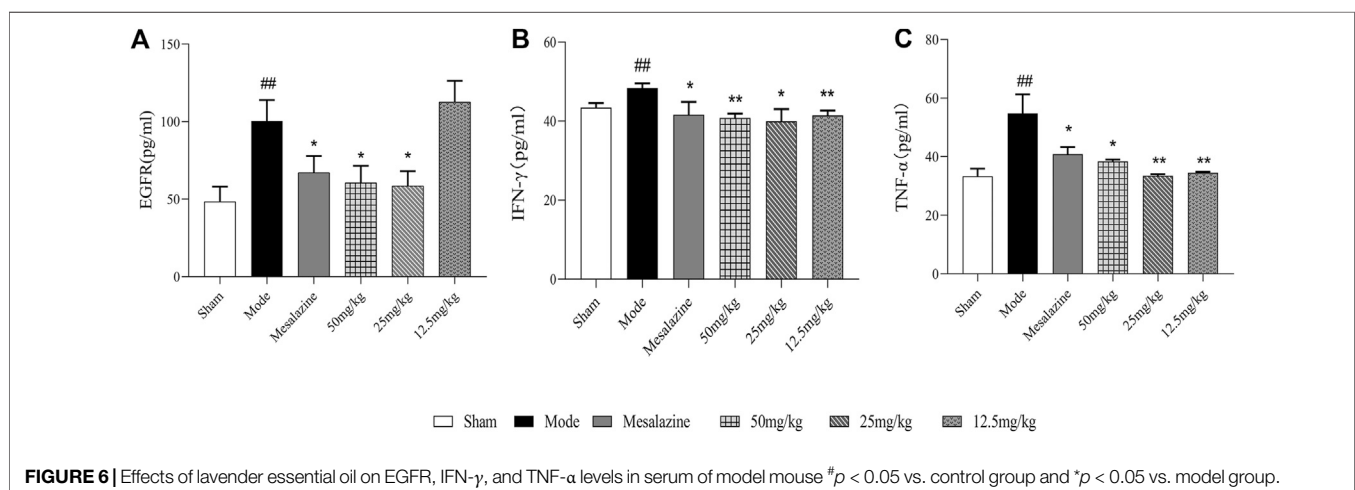 A
EGFR(pg/ml)
150
100
50
0
##
*
*
*
Sham
Mode
Mesalazine
50mg/kg
25mg/kg
12.5mg/kg
B
IFN-γ(pg/ml)
60
40
20
0
##
*
**
*
**
Sham
Mode
Mesalazine
50mg/kg
25mg/kg
12.5mg/kg
C
TNF-α(pg/ml)
80
60
40
20
0
##
*
*
**
**
Sham
Mode
Mesalazine
50mg/kg
25mg/kg
12.5mg/kg
Sham Mode Mesalazine 50mg/kg 25mg/kg 12.5mg/kg
FIGURE 6 | Effects of lavender essential oil on EGFR, IFN-γ, and TNF-α levels in serum of model mouse #p < 0.05 vs. control group and *p < 0.05 vs. model group.